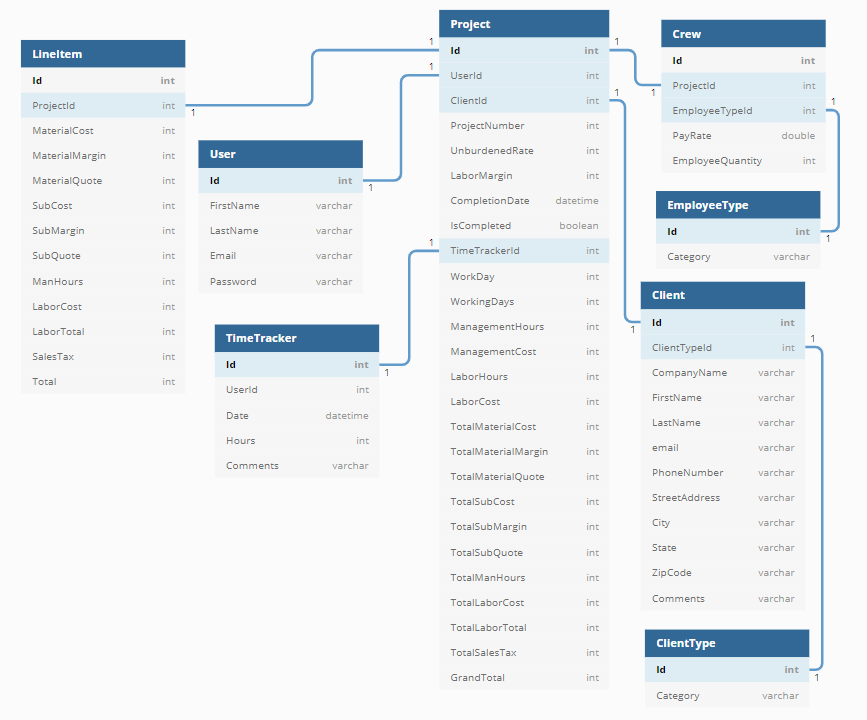 LineItem
Id int
ProjectId int
MaterialCost int
MaterialMargin int
MaterialQuote int
SubCost int
SubMargin int
SubQuote int
ManHours int
LaborCost int
LaborTotal int
SalesTax int
Total int
1
User
Id int
FirstName varchar
LastName varchar
Email varchar
Password varchar
1
TimeTracker
Id int
UserId int
Date datetime
Hours int
Comments varchar
1
1
1
1
Project
Id int
UserId int
ClientId int
ProjectNumber int
UnburdenedRate int
LaborMargin int
CompletionDate datetime
IsCompleted boolean
TimeTrackerId int
WorkDay int
WorkingDays int
ManagementHours int
ManagementCost int
LaborHours int
LaborCost int
TotalMaterialCost int
TotalMaterialMargin int
TotalMaterialQuote int
TotalSubCost int
TotalSubMargin int
TotalSubQuote int
TotalManHours int
TotalLaborCost int
TotalLaborTotal int
TotalSalesTax int
GrandTotal int
1
1
1
Crew
Id int
ProjectId int
EmployeeTypeId int
PayRate double
EmployeeQuantity int
1
EmployeeType
Id int
Category varchar
1
1
Client
Id int
ClientTypeId int
CompanyName varchar
FirstName varchar
LastName varchar
email varchar
PhoneNumber varchar
StreetAddress varchar
City varchar
State varchar
ZipCode varchar
Comments varchar
1
ClientType
Id int
Category varchar
1